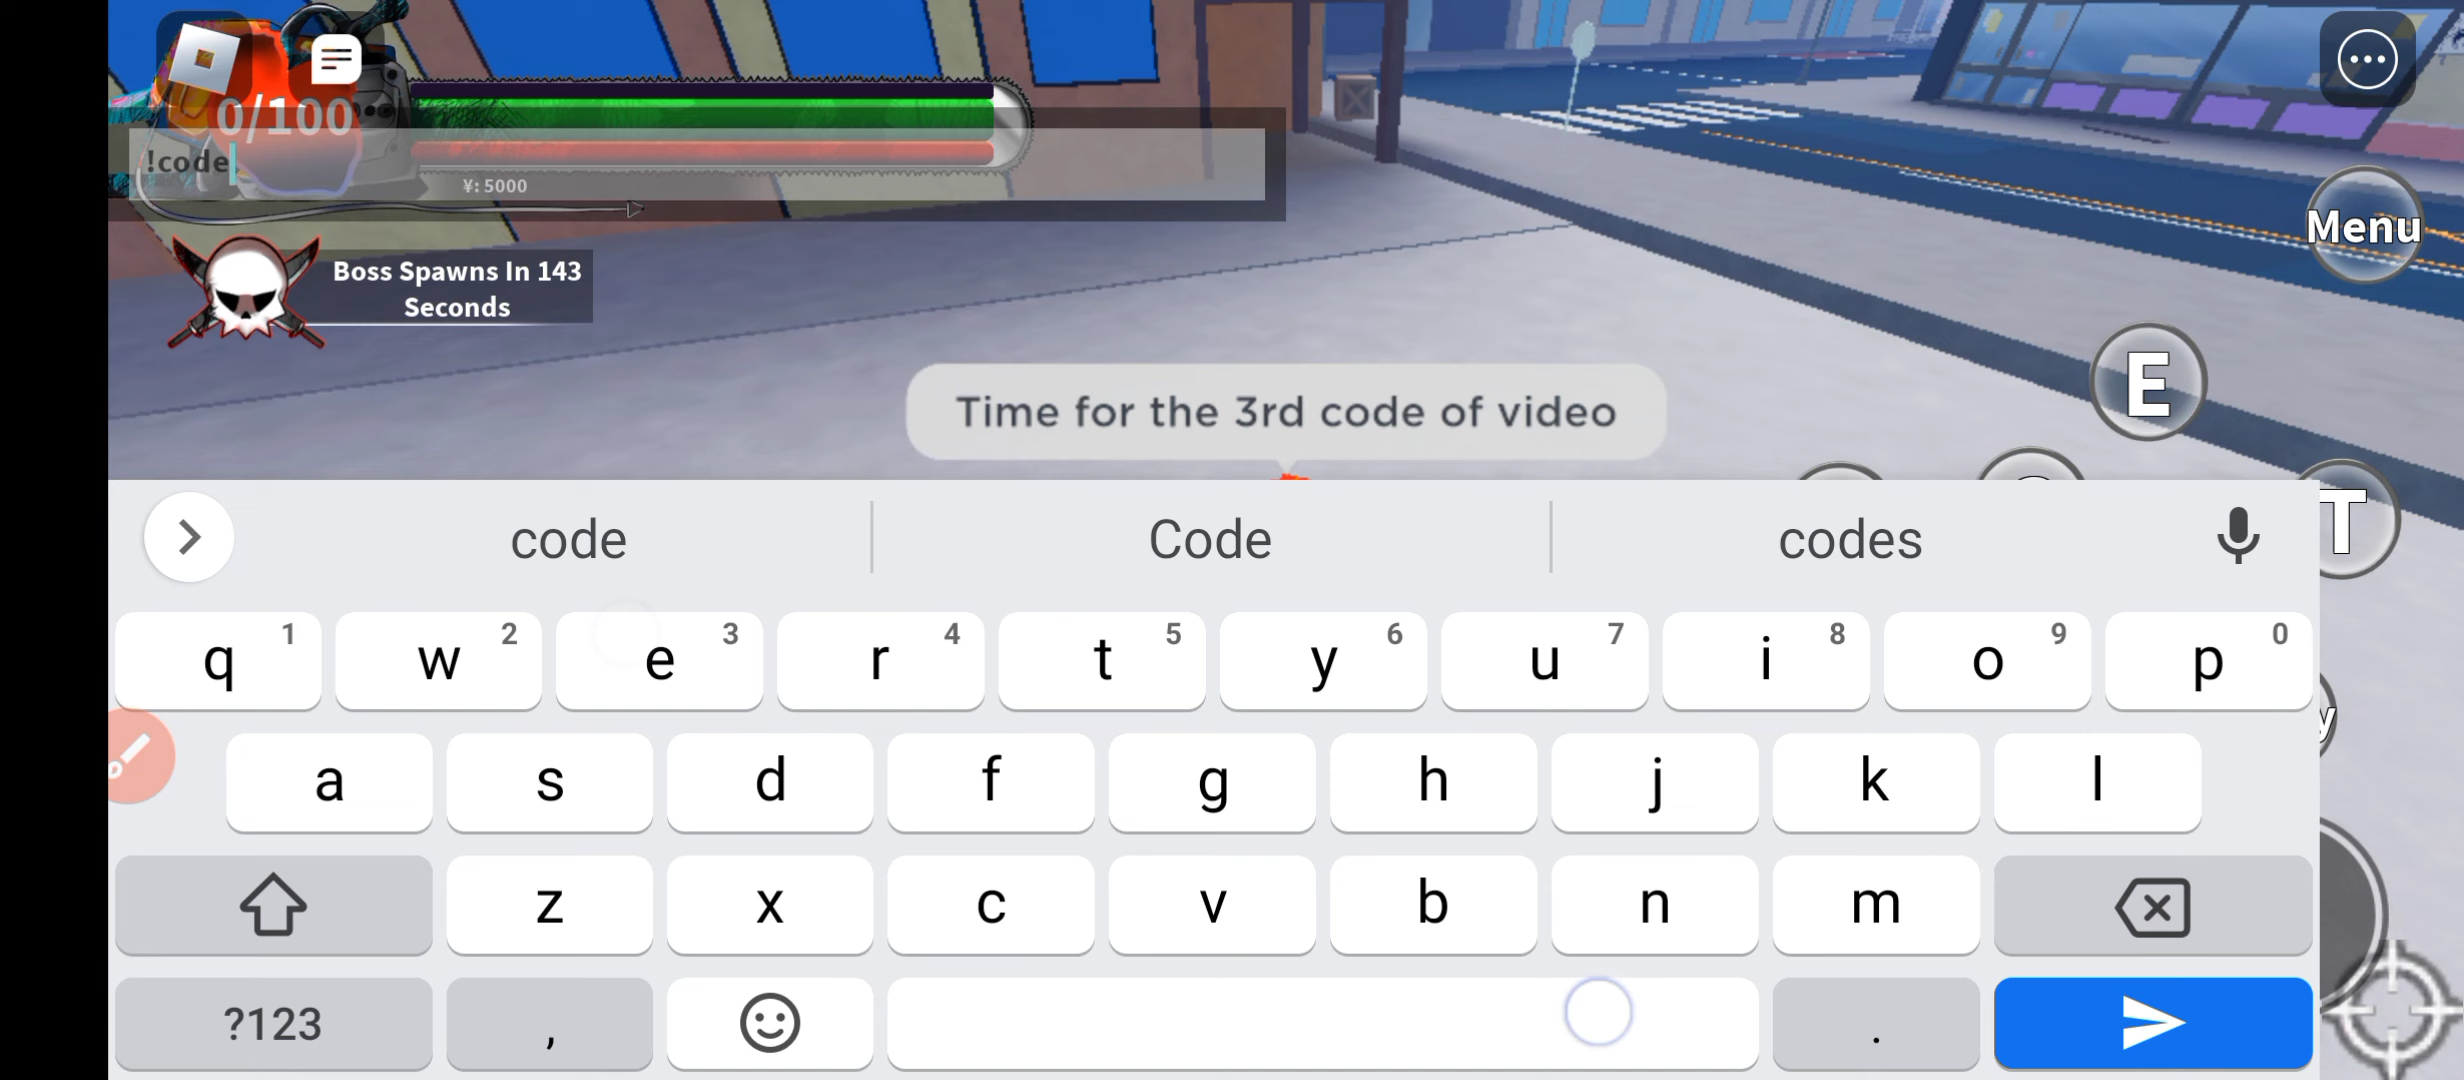 0/100
!code
¥: 5000
Menu
Boss Spawns In 143
Seconds
E
Time for the 3rd code of video
T
code Code codes
q 1 w 2 e 3 r 4 t 5 y 6 u 7 i 8 o 9 p 0
y
a s d f g h j k l
z x c v b n m
?123 , .